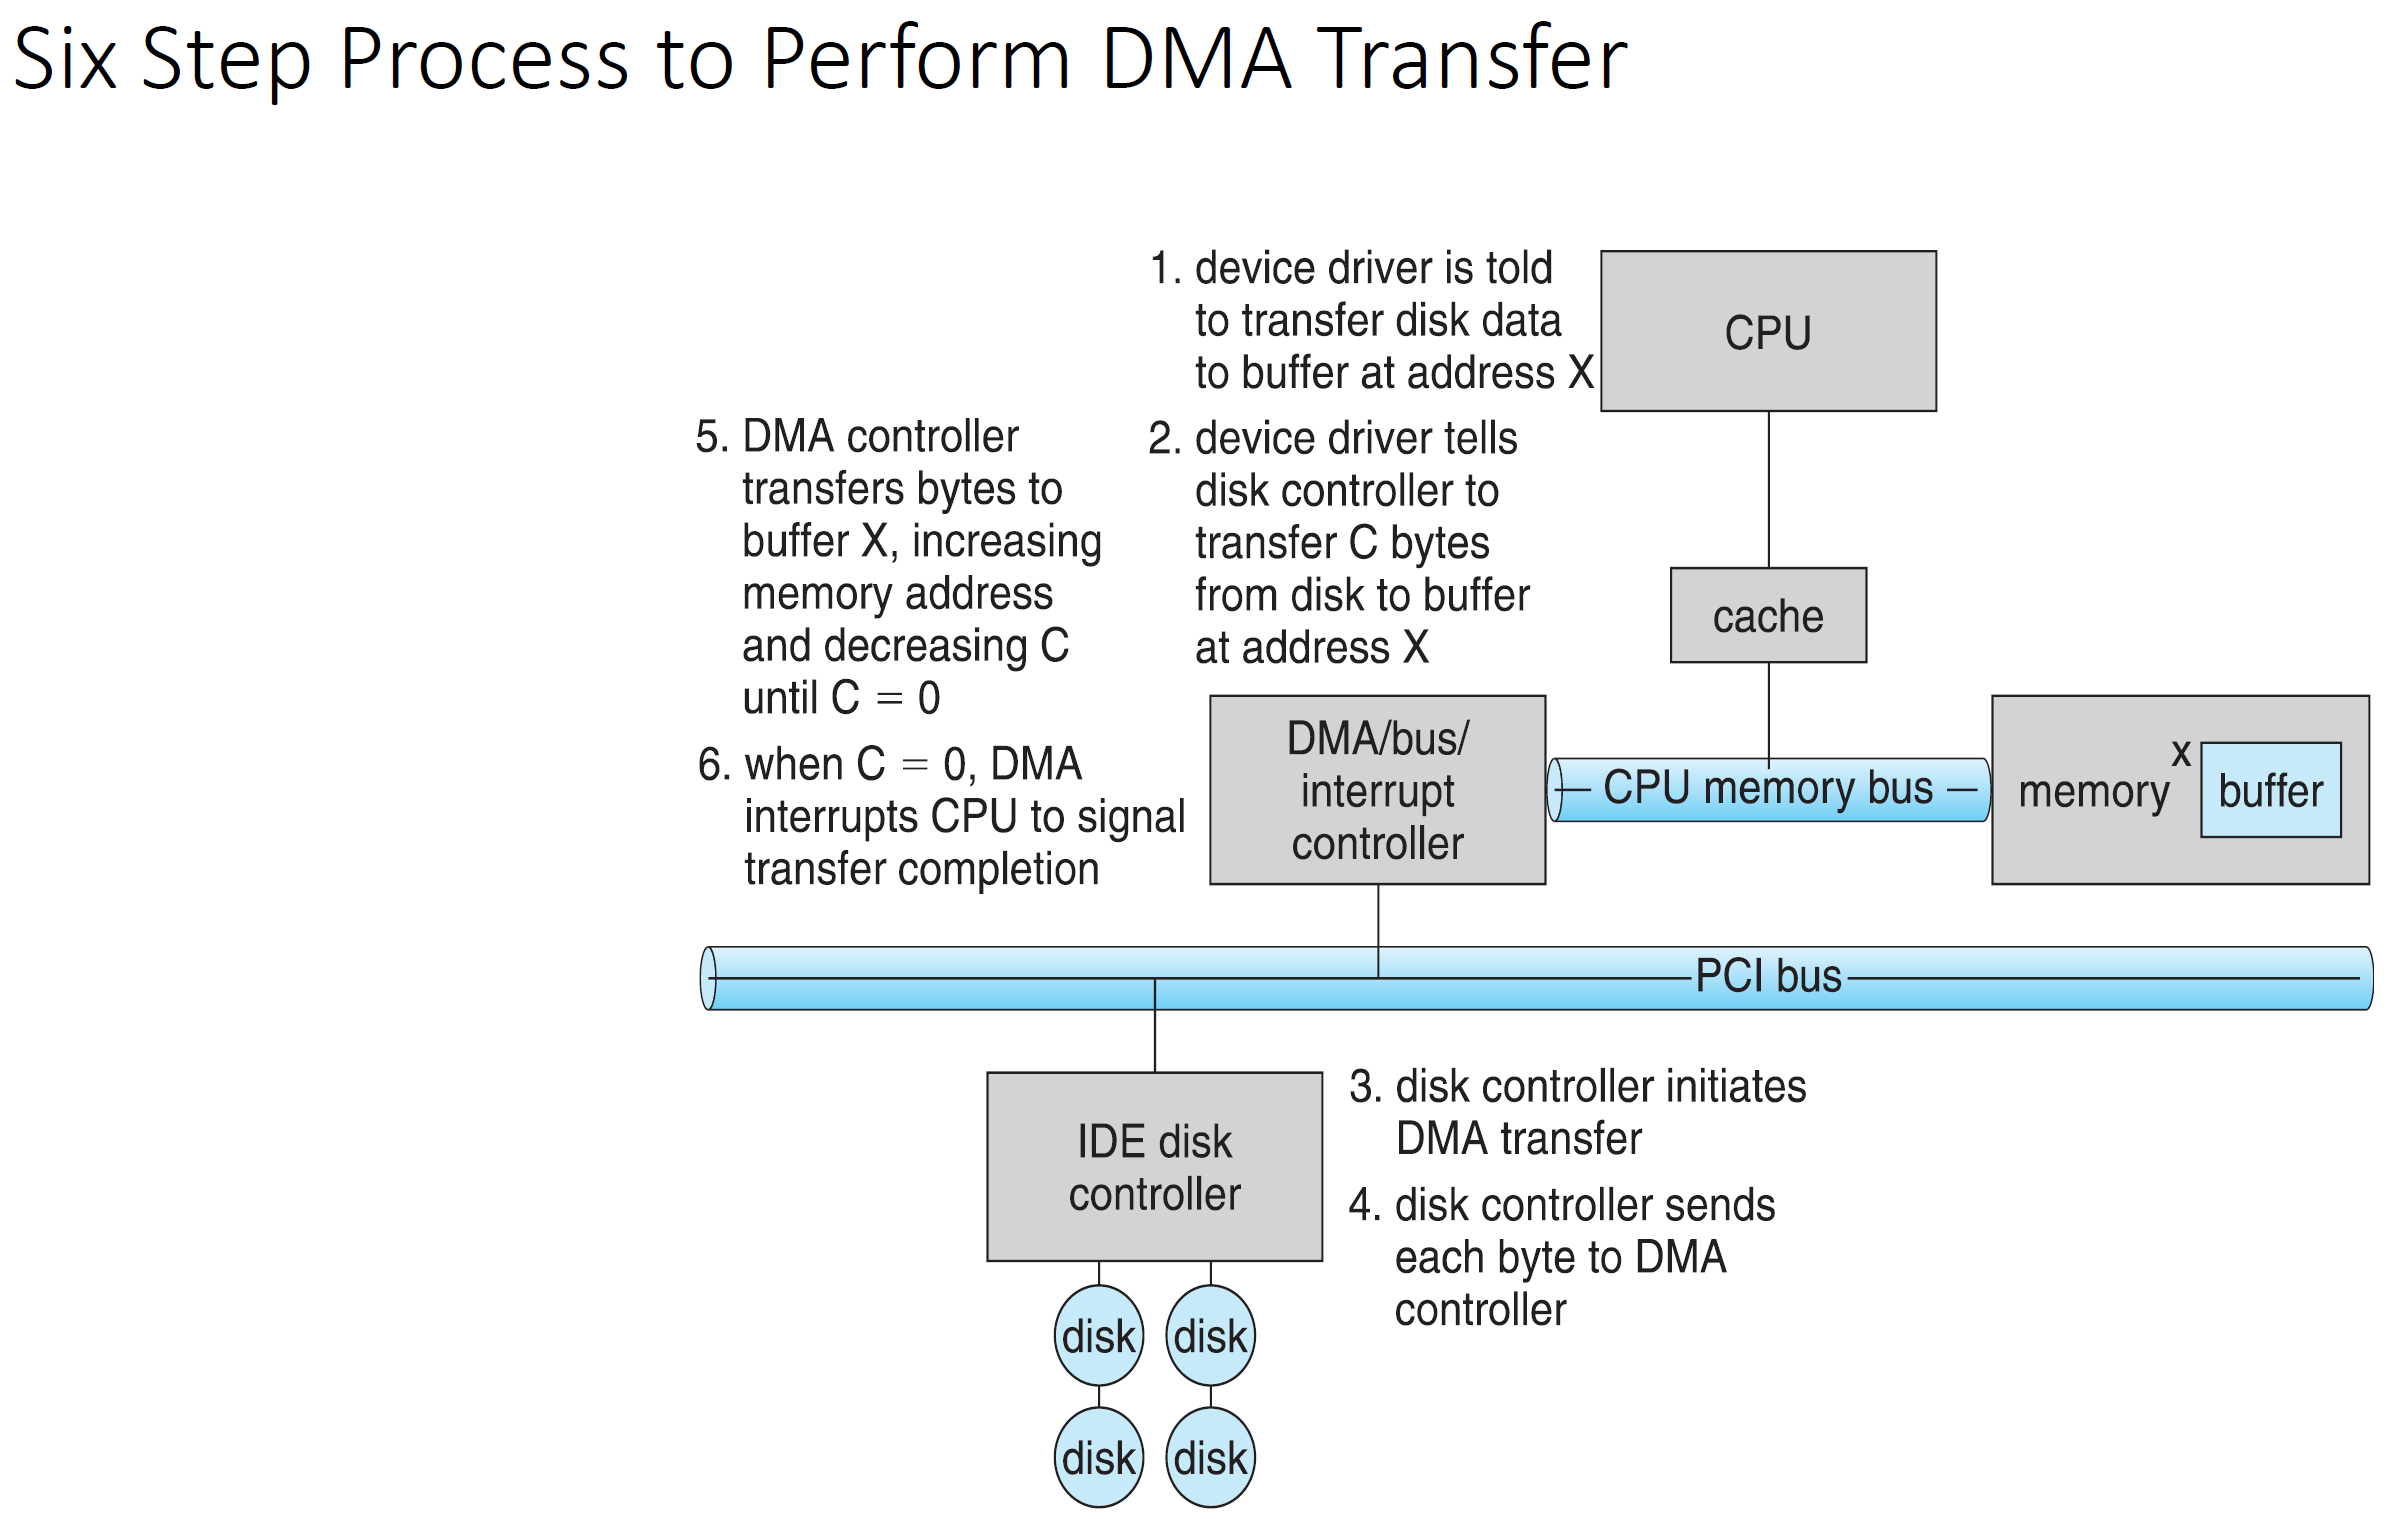 Six Step Process to Perform DMA Transfer
1. device driver is told
to transfer disk data
to buffer at address X
CPU
5. DMA controller
transfers bytes to
buffer X, increasing
memory address
and decreasing C
until C = 0
2. device driver tells
disk controller to
transfer C bytes
from disk to buffer
at address X
cache
6. when C = 0, DMA
interrupts CPU to signal
transfer completion
DMA/bus/
interrupt
controller
CPU memory bus
memory
x
buffer
PCI bus
IDE disk
controller
3. disk controller initiates
DMA transfer
4. disk controller sends
each byte to DMA
controller
disk
disk
disk
disk